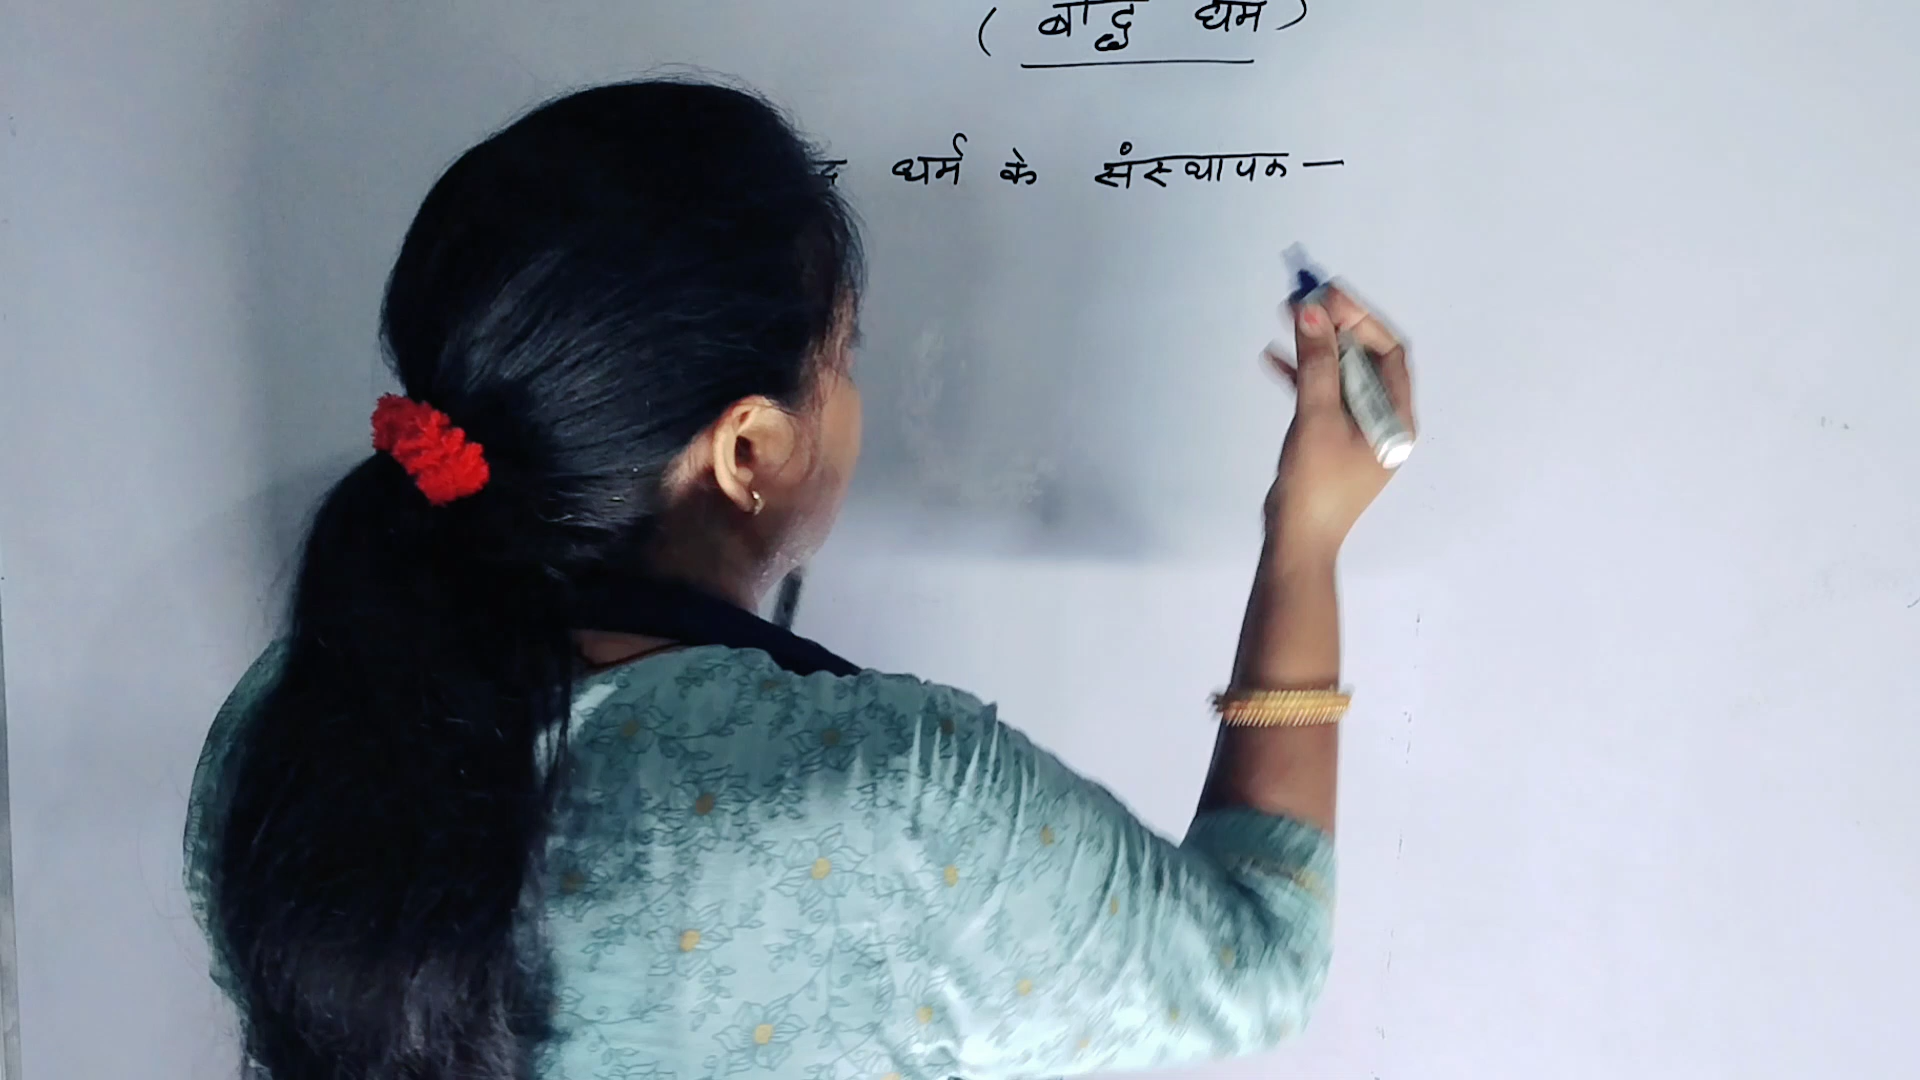 ( बौद्ध धर्म )
धर्म के संस्थापक –